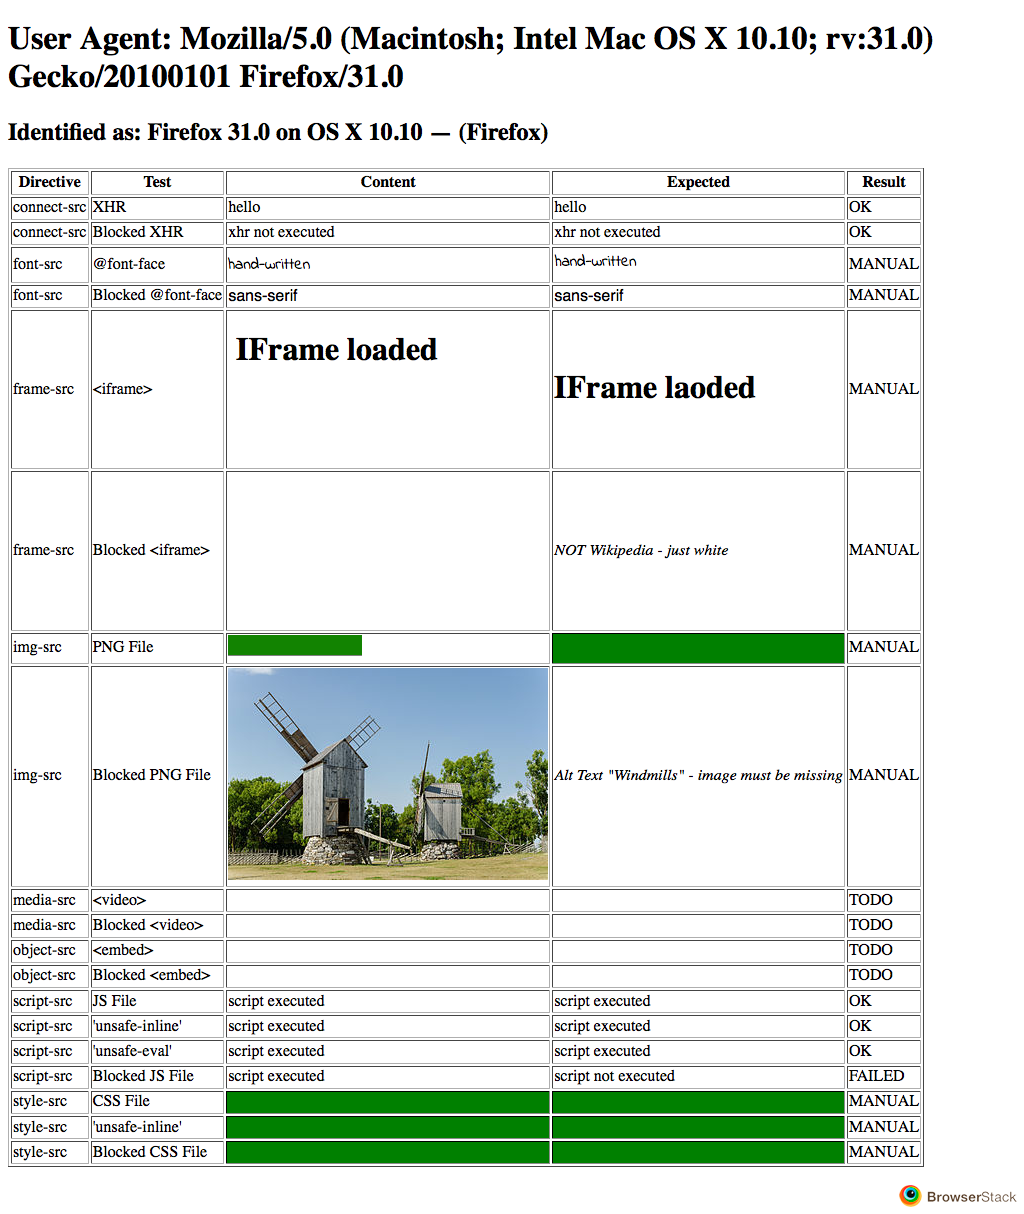 User Agent: Mozilla/5.0 (Macintosh; Intel Mac OS X 10.10; rv:31.0)
Gecko/20100101 Firefox/31.0
Identified as: Firefox 31.0 on OS X 10.10 — (Firefox)
Directive Test Content Expected Result
connect-src XHR hello hello OK
connect-src Blocked XHR xhr not executed xhr not executed OK
font-src @font-face hand-written hand-written MANUAL
font-src Blocked @font-face sans-serif sans-serif MANUAL
frame-src <iframe> IFrame loaded IFrame laoded MANUAL
frame-src Blocked <iframe> NOT Wikipedia - just white MANUAL
img-src PNG File MANUAL
img-src Blocked PNG File Alt Text "Windmills" - image must be missing MANUAL
media-src <video> TODO
media-src Blocked <video> TODO
object-src <embed> TODO
object-src Blocked <embed> TODO
script-src JS File script executed script executed OK
script-src 'unsafe-inline' script executed script executed OK
script-src 'unsafe-eval' script executed script executed OK
script-src Blocked JS File script executed script not executed FAILED
style-src CSS File MANUAL
style-src 'unsafe-inline' MANUAL
style-src Blocked CSS File MANUAL
BrowserStack